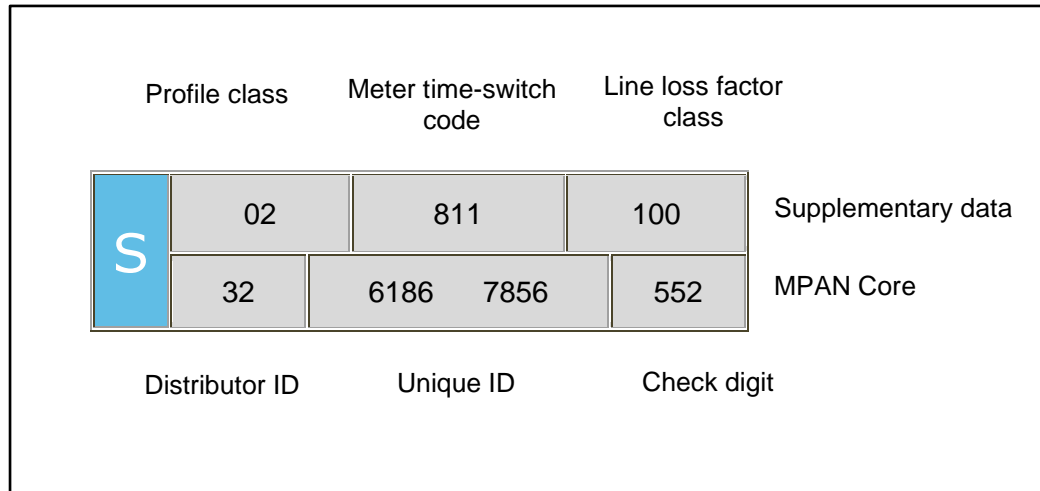 Profile class Meter time-switch code Line loss factor class
S 02 811 100 Supplementary data
32 6186 7856 552 MPAN Core
Distributor ID Unique ID Check digit